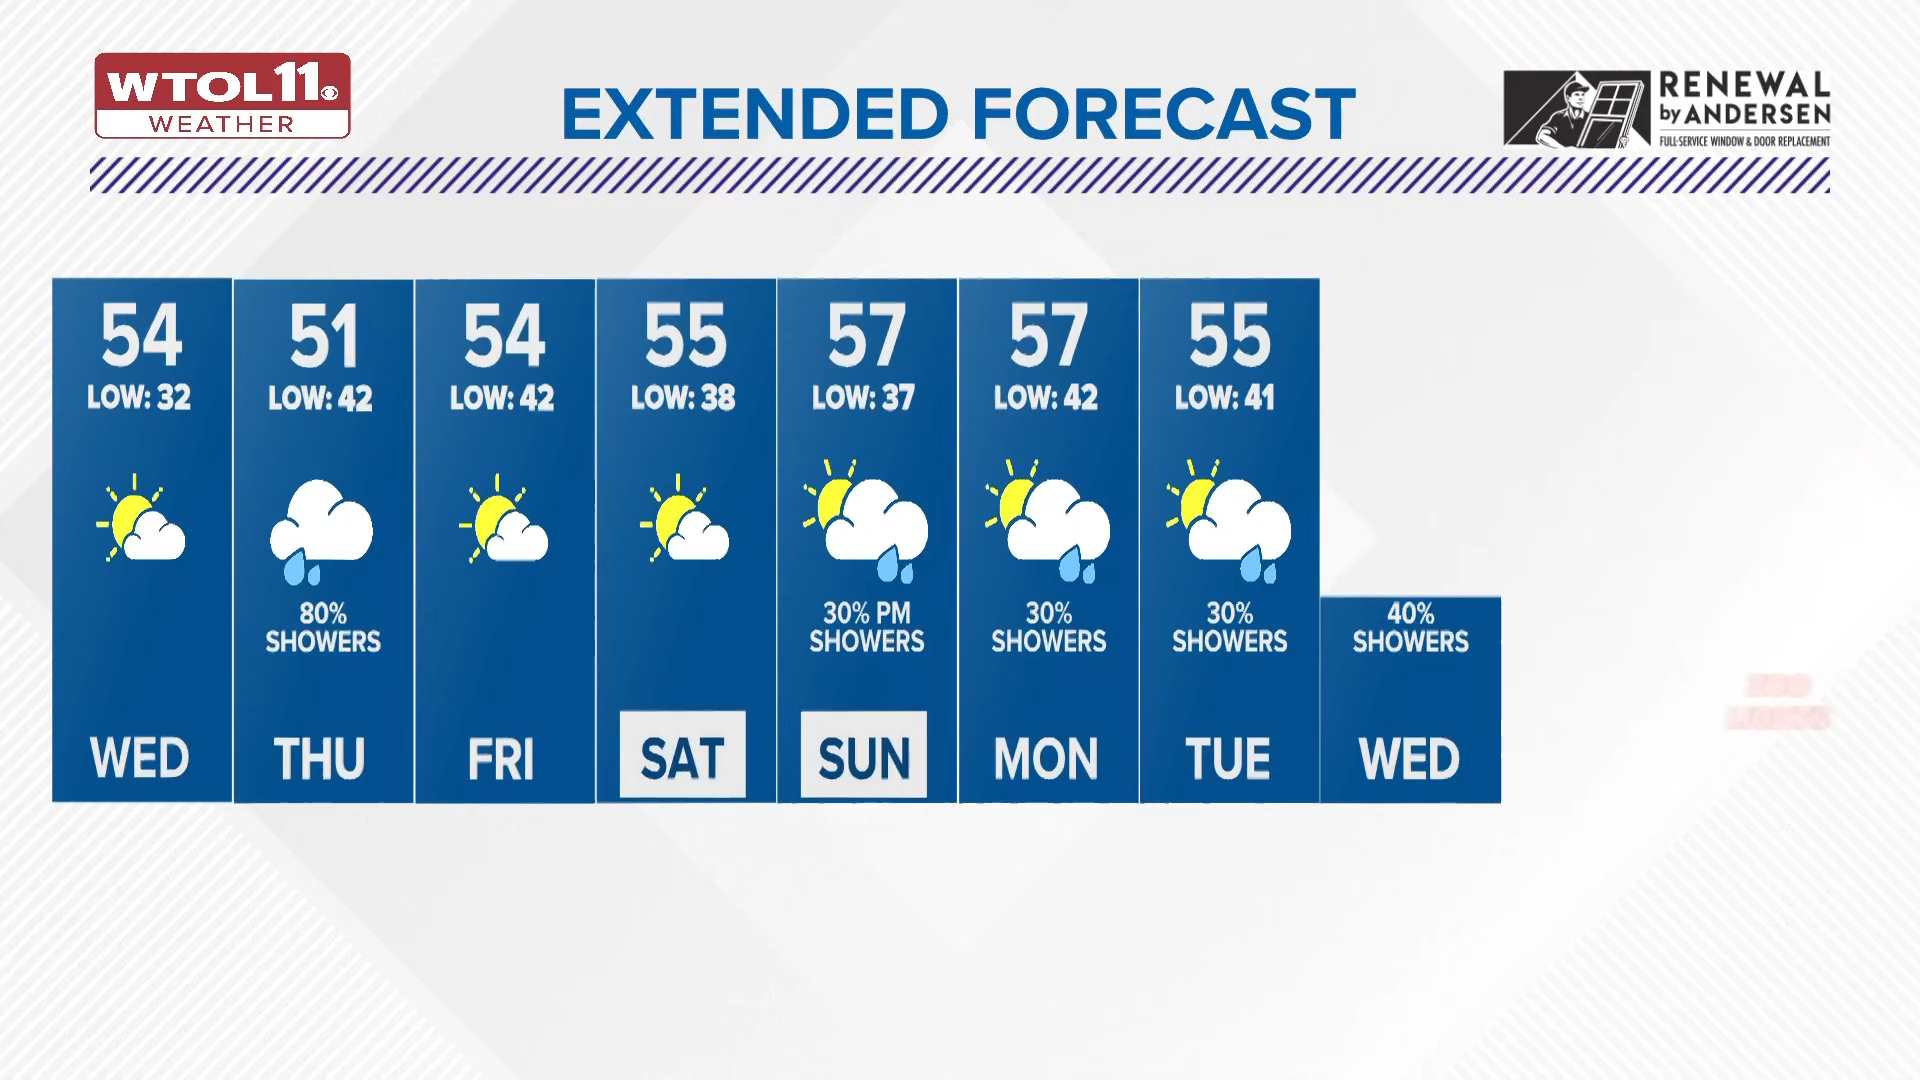 WTOL11
WEATHER
EXTENDED FORECAST
RENEWAL
by ANDERSEN
FULL-SERVICE WINDOW & DOOR REPLACEMENT
54
LOW: 32
WED
51
LOW: 42
80%
SHOWERS
THU
54
LOW: 42
FRI
55
LOW: 38
SAT
57
LOW: 37
30% PM
SHOWERS
SUN
57
LOW: 42
30%
SHOWERS
MON
55
LOW: 41
30%
SHOWERS
TUE
40%
SHOWERS
WED